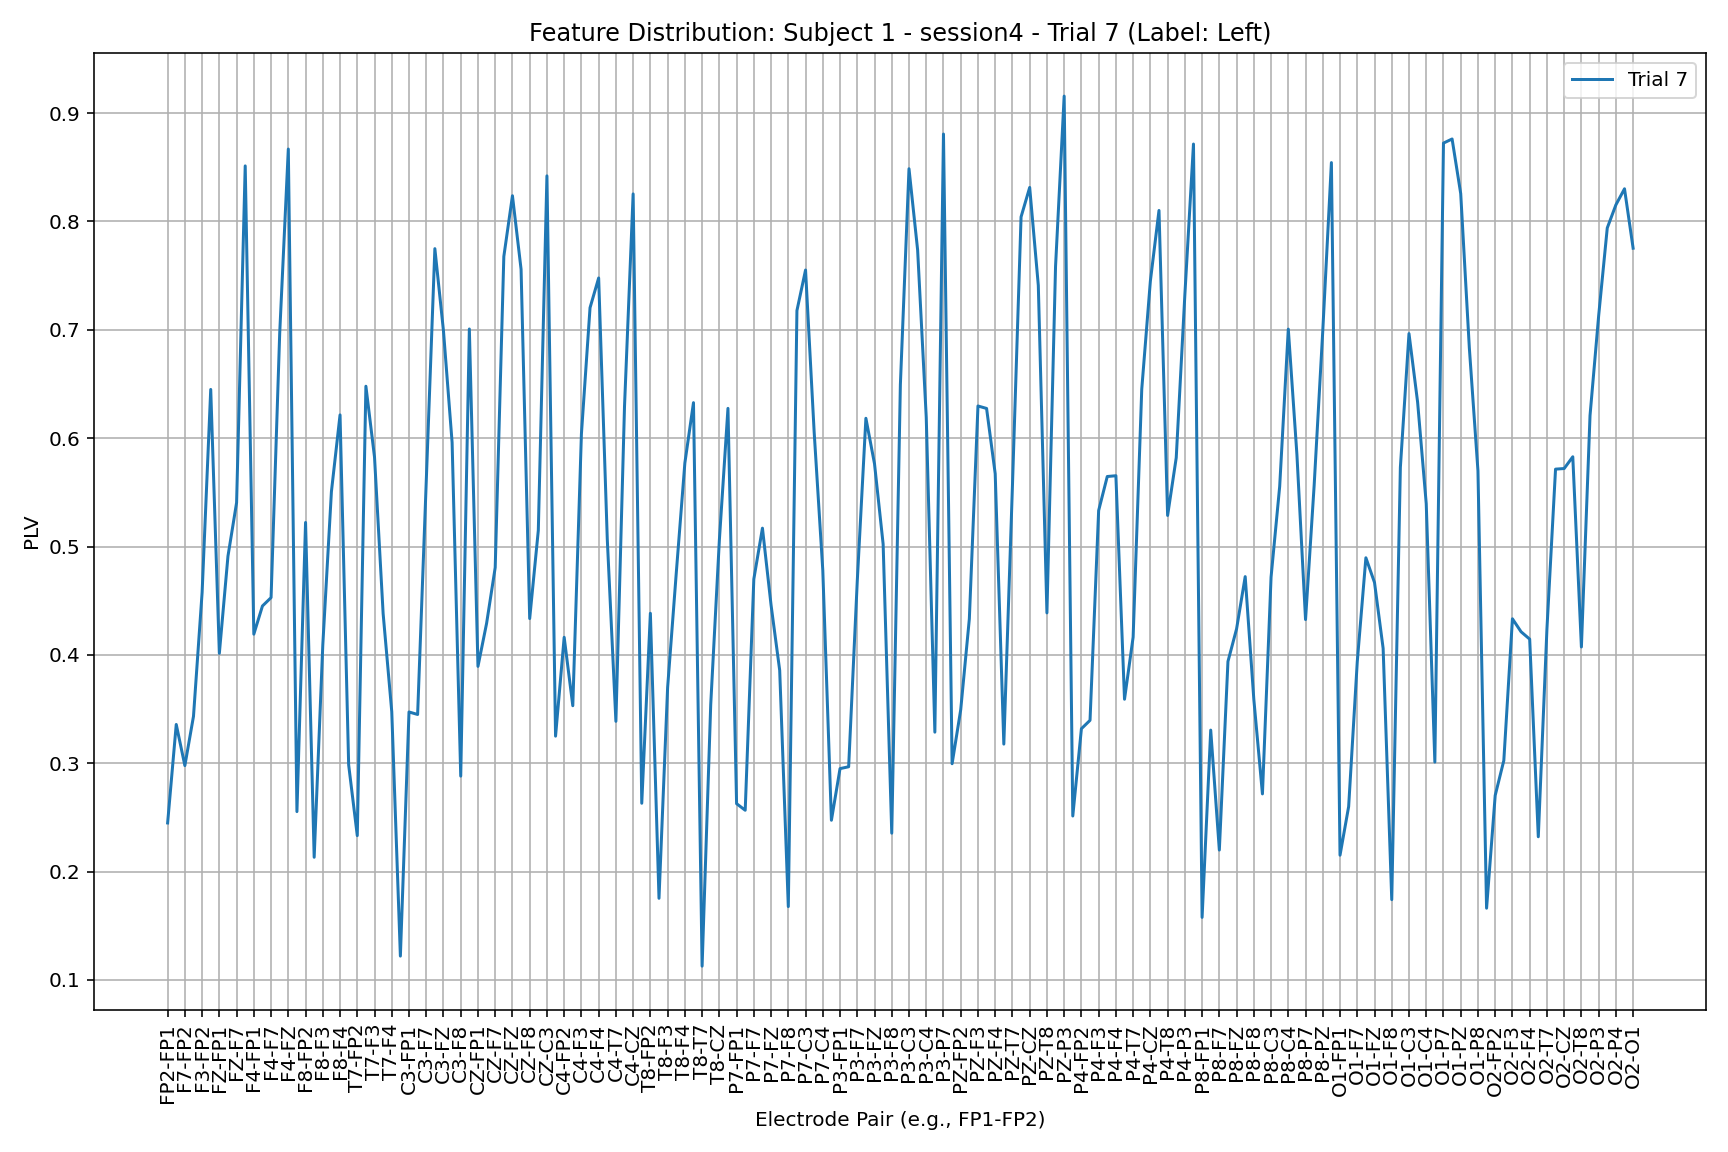 Feature Distribution: Subject 1 - session4 - Trial 7 (Label: Left)
Trial 7
PLV
0.9
0.8
0.7
0.6
0.5
0.4
0.3
0.2
0.1
FP2-FP1
F7-FP2
F3-FP2
FZ-FP1
FZ-F7
F4-FP1
F4-F7
F4-FZ
F8-FP2
F8-F3
F8-F4
T7-FP2
T7-F3
T7-F4
C3-FP1
C3-F7
C3-FZ
C3-F8
CZ-FP1
CZ-F7
CZ-FZ
CZ-F8
CZ-C3
C4-FP2
C4-F3
C4-F4
C4-T7
C4-CZ
T8-FP2
T8-F3
T8-F4
T8-T7
T8-CZ
P7-FP1
P7-F7
P7-FZ
P7-F8
P7-C3
P7-C4
P3-FP1
P3-F7
P3-FZ
P3-F8
P3-C3
P3-C4
P3-P7
PZ-FP2
PZ-F3
PZ-F4
PZ-T7
PZ-CZ
PZ-T8
PZ-P3
P4-FP2
P4-F3
P4-F4
P4-T7
P4-CZ
P4-T8
P4-P3
P8-FP1
P8-F7
P8-FZ
P8-F8
P8-C3
P8-C4
P8-P7
P8-PZ
O1-FP1
O1-F7
O1-FZ
O1-F8
O1-C3
O1-C4
O1-P7
O1-PZ
O1-P8
O2-FP2
O2-F3
O2-F4
O2-T7
O2-CZ
O2-T8
O2-P3
O2-P4
O2-O1
Electrode Pair (e.g., FP1-FP2)